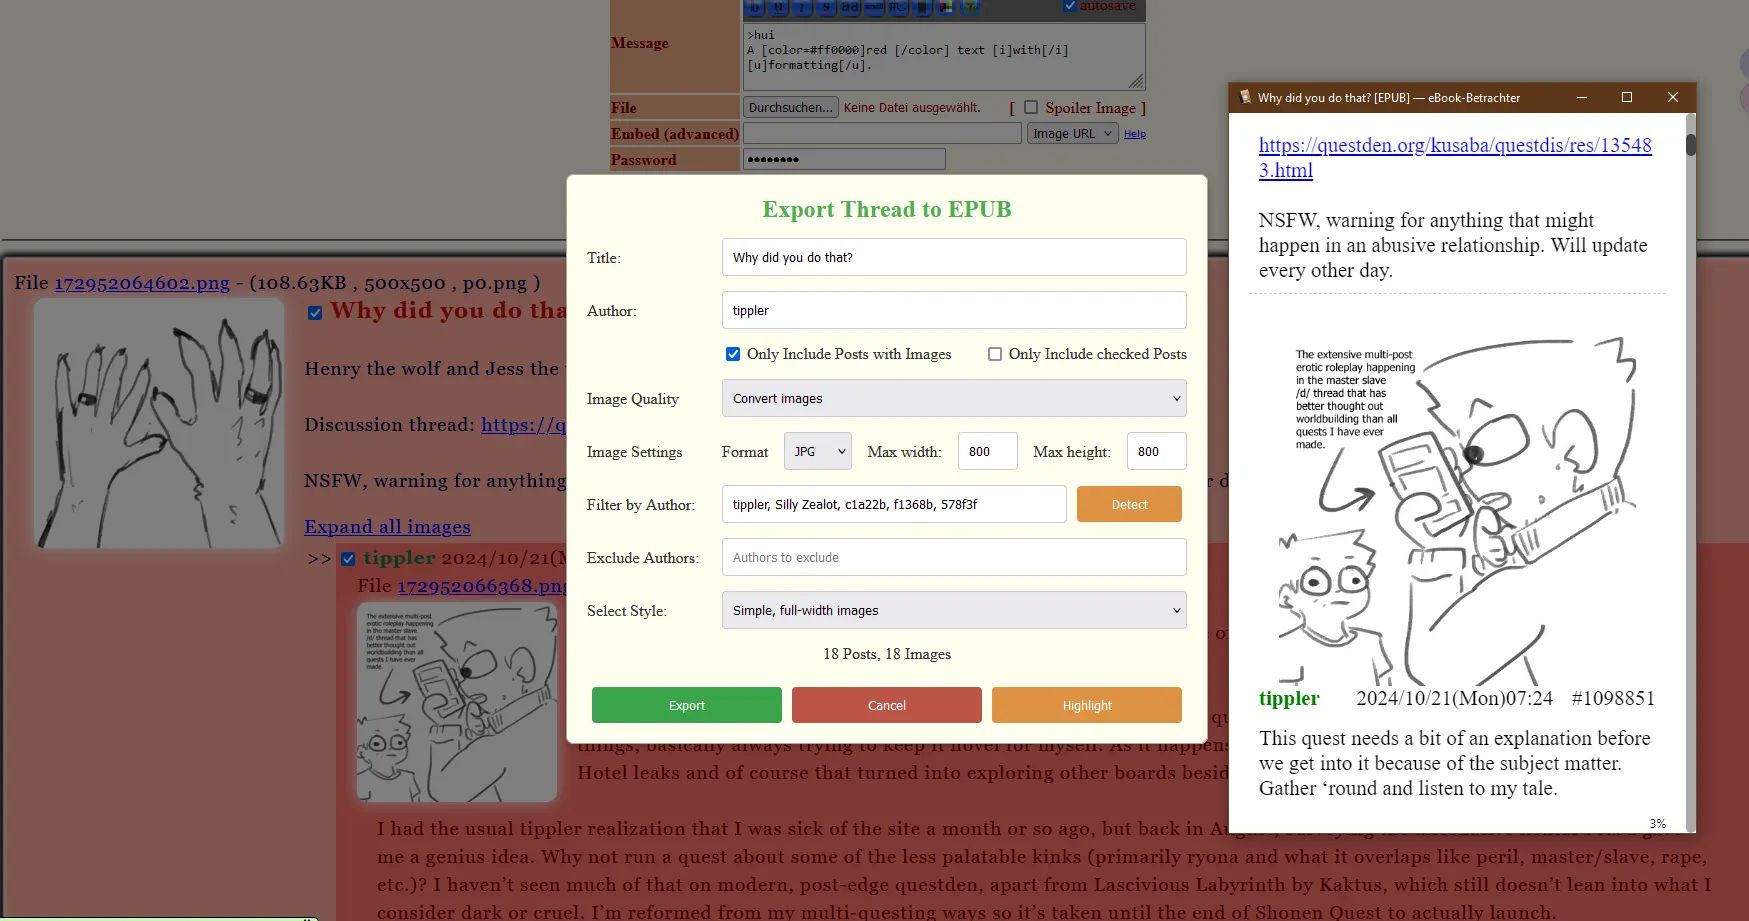 autosave
Message
>hui
A [color=#ff0000]red [/color] text [i]with[/i]
[u]formatting[/u].
File
Durchsuchen... Keine Datei ausgewählt. [ Spoiler Image ]
Embed (advanced)
Image URL
Help
Password
●●●●●●●●
Export Thread to EPUB
Title:
Why did you do that?
Author:
tippler
Only Include Posts with Images
Only Include checked Posts
Image Quality
Convert images
Image Settings
Format
JPG
Max width:
800
Max height:
800
Filter by Author:
tippler, Silly Zealot, c1a22b, f1368b, 578f3f
Detect
Exclude Authors:
Authors to exclude
Select Style:
Simple, full-width images
18 Posts, 18 Images
Export
Cancel
Highlight
File 172952064602.png - (108.63KB , 500x500 , p0.png )
Why did you do tha
Henry the wolf and Jess the
Discussion thread: https://q
NSFW, warning for anything
Expand all images
>> tippler 2024/10/21(M
File 172952066368.png
The extensive multi-post
erotic roleplay happening
in the master slave
/d/ thread that has
better thought out
worldbuilding than all
quests I have ever
made.
things, basically always trying to keep it novel for myself. As it happens
Hotel leaks and of course that turned into exploring other boards besid
I had the usual tippler realization that I was sick of the site a month or so ago, but back in
me a genius idea. Why not run a quest about some of the less palatable kinks (primarily ryona and what it overlaps like peril, master/slave, rape,
etc.)? I haven’t seen much of that on modern, post-edge questden, apart from Lascivious Labyrinth by Kaktus, which still doesn’t lean into what I
consider dark or cruel. I’m reformed from my multi-questing ways so it’s taken until the end of Shonen Quest to actually launch.
Why did you do that? [EPUB] — eBook-Betrachter
https://questden.org/kusaba/questdis/res/13548
3.html
NSFW, warning for anything that might
happen in an abusive relationship. Will update
every other day.
The extensive multi-post
erotic roleplay happening
in the master slave
/d/ thread that has
better thought out
worldbuilding than all
quests I have ever
made.
tippler 2024/10/21(Mon)07:24 #1098851
This quest needs a bit of an explanation before
we get into it because of the subject matter.
Gather ‘round and listen to my tale.
3%